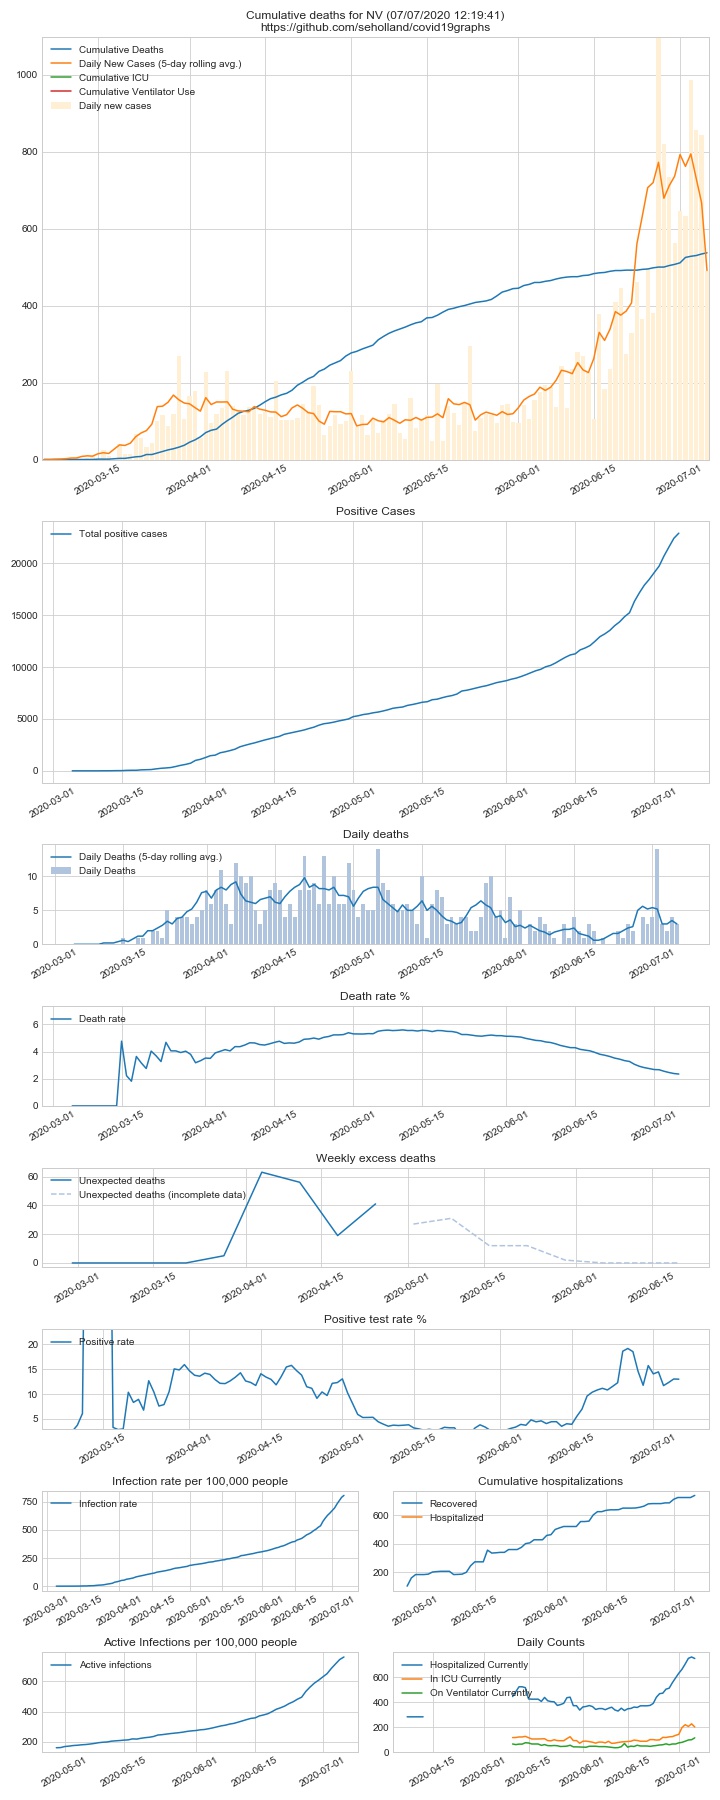 Cumulative deaths for NV (07/07/2020 12:19:41)
https://github.com/seholland/covid19graphs
Cumulative Deaths
Daily New Cases (5-day rolling avg.)
Cumulative ICU
Cumulative Ventilator Use
Daily new cases
1000
800
600
400
200
0
2020-03-15 2020-04-01 2020-04-15 2020-05-01 2020-05-15 2020-06-01 2020-06-15 2020-07-01
Positive Cases
Total positive cases
20000
15000
10000
5000
0
2020-03-01 2020-03-15 2020-04-01 2020-04-15 2020-05-01 2020-05-15 2020-06-01 2020-06-15 2020-07-01
Daily deaths
Daily Deaths (5-day rolling avg.)
Daily Deaths
10
5
0
2020-03-01 2020-03-15 2020-04-01 2020-04-15 2020-05-01 2020-05-15 2020-06-01 2020-06-15 2020-07-01
Death rate %
Death rate
6
4
2
0
2020-03-01 2020-03-15 2020-04-01 2020-04-15 2020-05-01 2020-05-15 2020-06-01 2020-06-15 2020-07-01
Weekly excess deaths
Unexpected deaths
Unexpected deaths (incomplete data)
60
40
20
0
2020-03-01 2020-03-15 2020-04-01 2020-04-15 2020-05-01 2020-05-15 2020-06-01 2020-06-15
Positive test rate %
Positive rate
20
15
10
5
2020-03-15 2020-04-01 2020-04-15 2020-05-01 2020-05-15 2020-06-01 2020-06-15 2020-07-01
Infection rate per 100,000 people
Infection rate
750
500
250
0
2020-03-01 2020-03-15 2020-04-01 2020-04-15 2020-05-01 2020-05-15 2020-06-01 2020-06-15 2020-07-01
Cumulative hospitalizations
Recovered
Hospitalized
600
400
200
2020-05-01 2020-05-15 2020-06-01 2020-06-15 2020-07-01
Active Infections per 100,000 people
Active infections
600
400
200
2020-05-01 2020-05-15 2020-06-01 2020-06-15 2020-07-01
Daily Counts
Hospitalized Currently
In ICU Currently
On Ventilator Currently
600
400
200
0
2020-04-15 2020-05-01 2020-05-15 2020-06-01 2020-06-15 2020-07-01